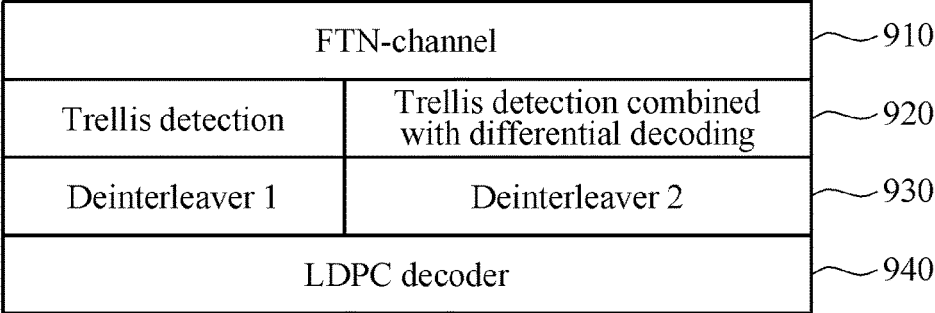 FTN-channel
910
Trellis detection
Trellis detection combined
with differential decoding
920
Deinterleaver 1
Deinterleaver 2
930
LDPC decoder
940